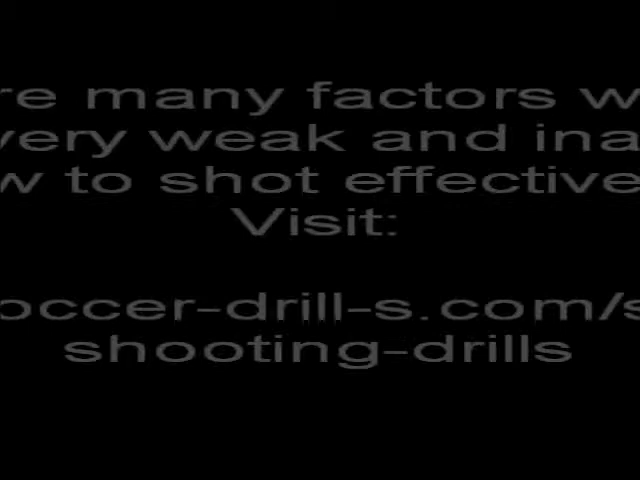 re many factors w
very weak and ina
w to shot effective
Visit:
occer-drill-s.com/s
shooting-drills